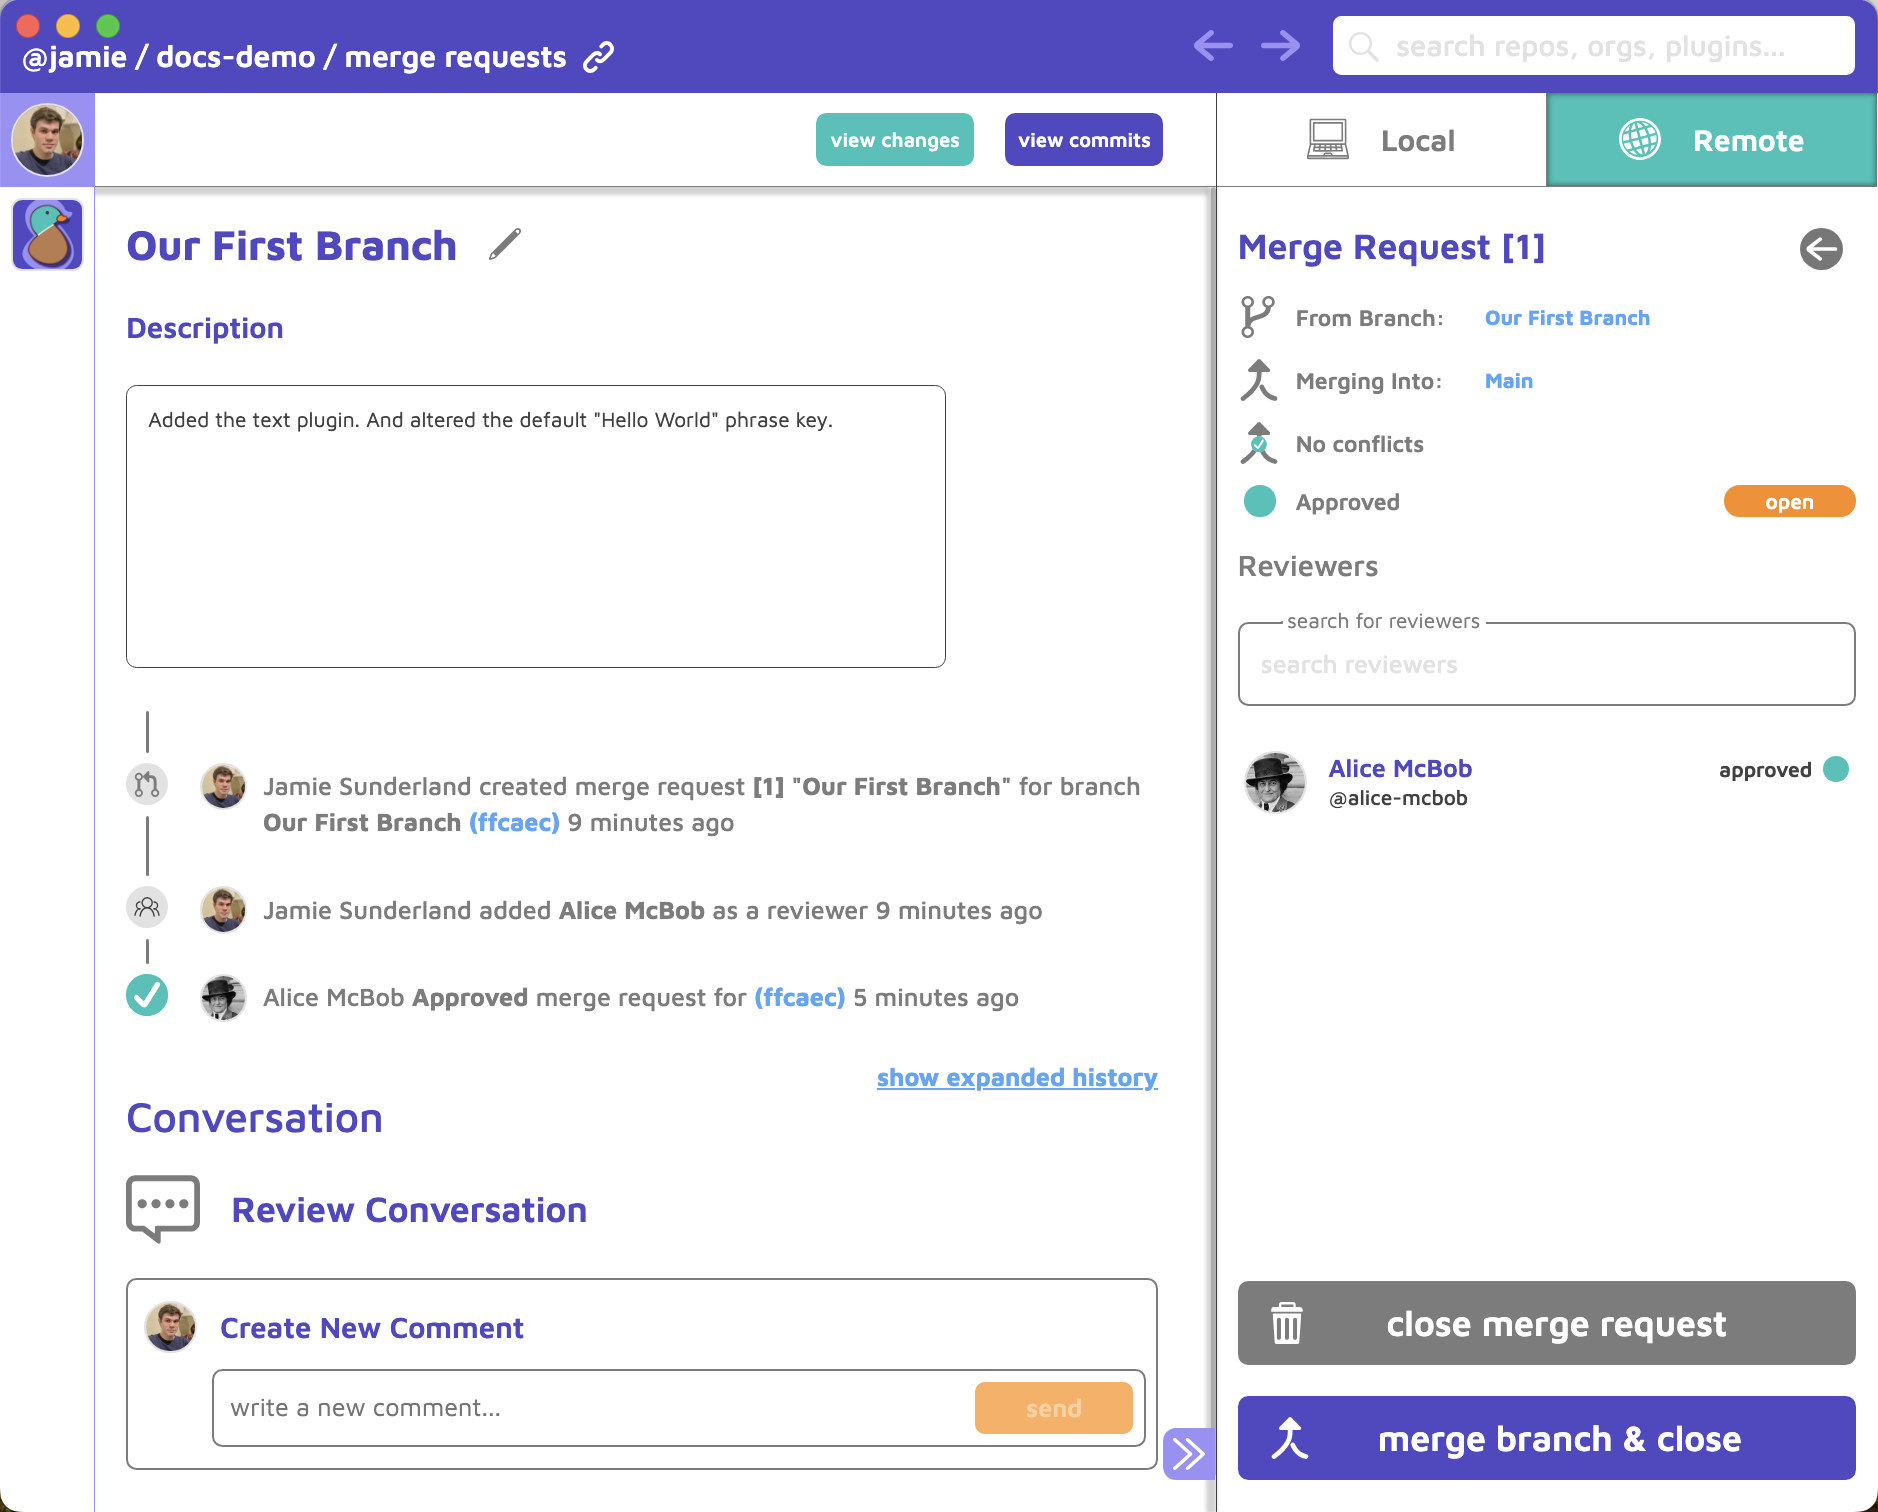 @jamie / docs-demo / merge requests
search repos, orgs, plugins...
view changes
view commits
Local
Remote
Our First Branch
Description
Added the text plugin. And altered the default "Hello World" phrase key.
Jamie Sunderland created merge request [1] "Our First Branch" for branch
Our First Branch (ffcaec) 9 minutes ago
Jamie Sunderland added Alice McBob as a reviewer 9 minutes ago
Alice McBob Approved merge request for (ffcaec) 5 minutes ago
show expanded history
Conversation
Review Conversation
Create New Comment
write a new comment...
send
Merge Request [1]
From Branch: Our First Branch
Merging Into: Main
No conflicts
Approved
open
Reviewers
search for reviewers
search reviewers
Alice McBob
approved
@alice-mcbob
close merge request
merge branch & close